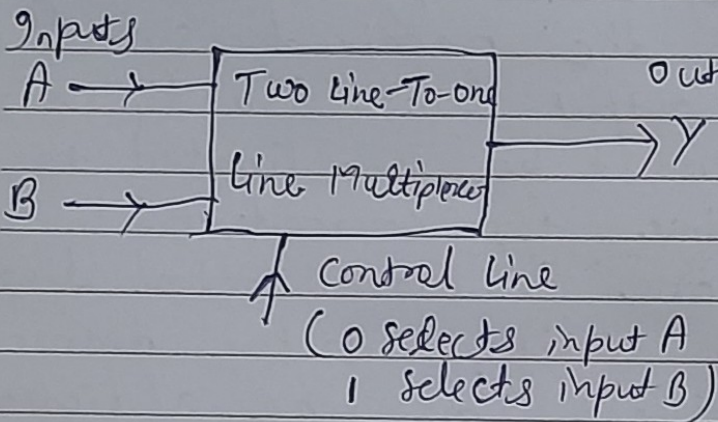 Inputs
A
Two Line-To-one
Out
Y
B
Line Multiplexer
Control Line
(0 selects input A
1 selects input B)